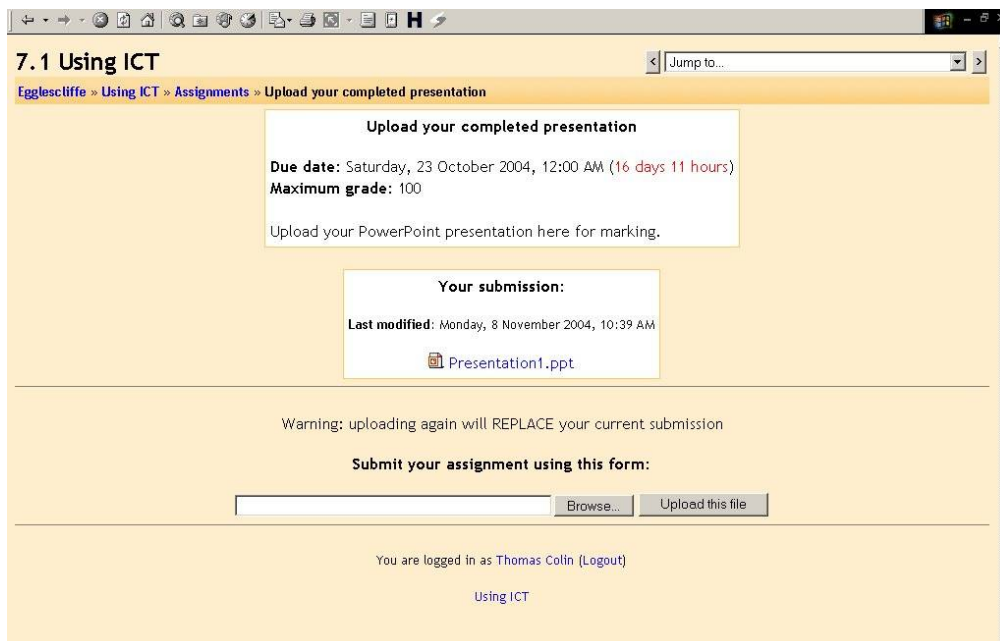 7.1 Using ICT
< Jump to... >
Egglescliffe » Using ICT » Assignments » Upload your completed presentation
Upload your completed presentation
Due date: Saturday, 23 October 2004, 12:00 AM (16 days 11 hours)
Maximum grade: 100
Upload your PowerPoint presentation here for marking.
Your submission:
Last modified: Monday, 8 November 2004, 10:39 AM
Presentation1.ppt
Warning: uploading again will REPLACE your current submission
Submit your assignment using this form:
Browse... Upload this file
You are logged in as Thomas Colin (Logout)
Using ICT